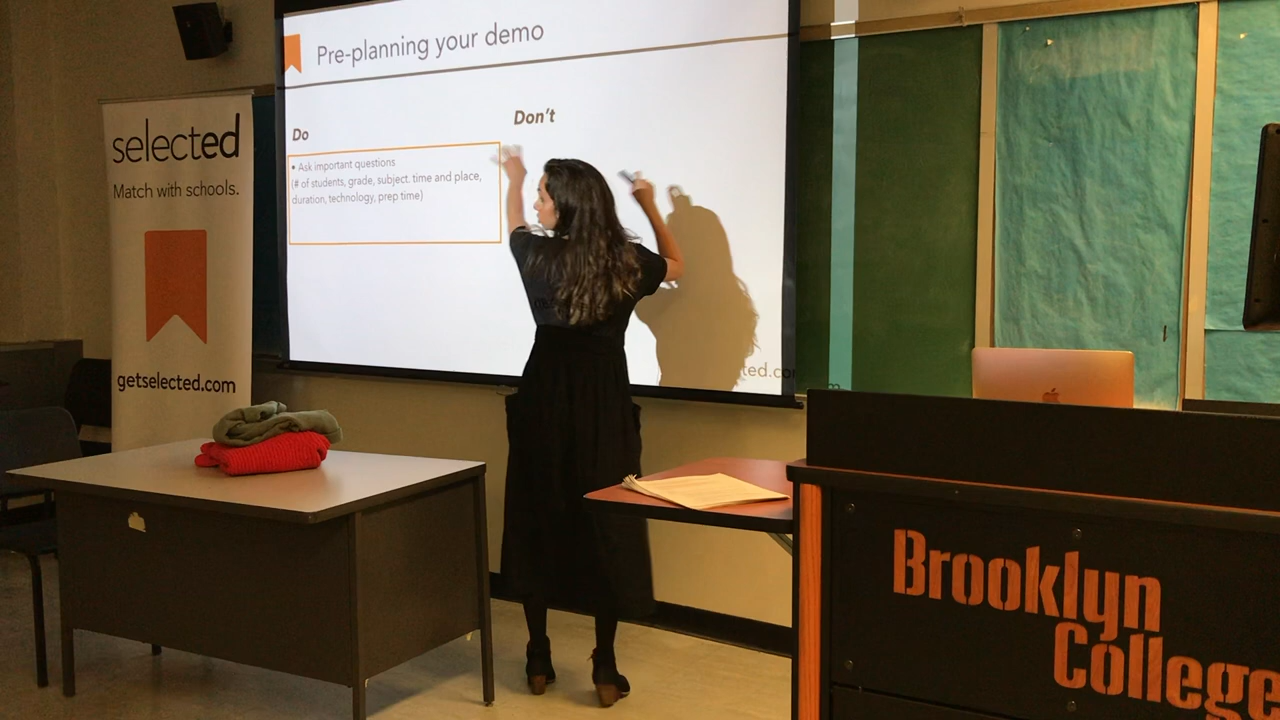 Pre-planning your demo
Do
Don't
• Ask important questions
(# of students, grade, subject. time and place,
duration, technology, prep time)
selected
Match with schools.
getselected.com
Brooklyn
College